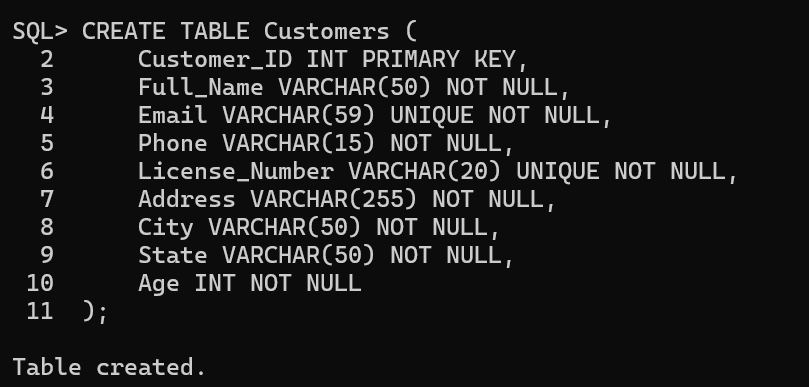 SQL> CREATE TABLE Customers (
  2      Customer_ID INT PRIMARY KEY,
  3      Full_Name VARCHAR(50) NOT NULL,
  4      Email VARCHAR(59) UNIQUE NOT NULL,
  5      Phone VARCHAR(15) NOT NULL,
  6      License_Number VARCHAR(20) UNIQUE NOT NULL,
  7      Address VARCHAR(255) NOT NULL,
  8      City VARCHAR(50) NOT NULL,
  9      State VARCHAR(50) NOT NULL,
 10      Age INT NOT NULL
 11  );

Table created.